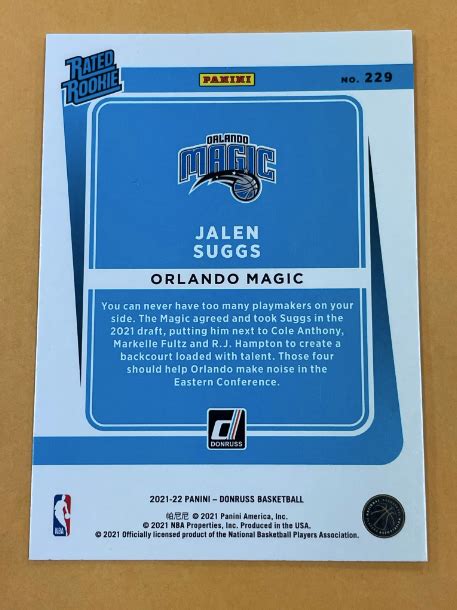 RATED
ROOKIE
PANINI
NO. 229
ORLANDO
MAGIC
JALEN
SUGGS
ORLANDO MAGIC
You can never have too many playmakers on your
side. The Magic agreed and took Suggs in the
2021 draft, putting him next to Cole Anthony,
Markelle Fultz and R.J. Hampton to create a
backcourt loaded with talent. Those four
should help Orlando make noise in the
Eastern Conference.
DONRUSS
2021-22 PANINI – DONRUSS BASKETBALL
帕尼尼 © 2021 Panini America, Inc.
© 2021 NBA Properties, Inc. Produced in the USA.
© 2021 Officially licensed product of the National Basketball Players Association.
NBA